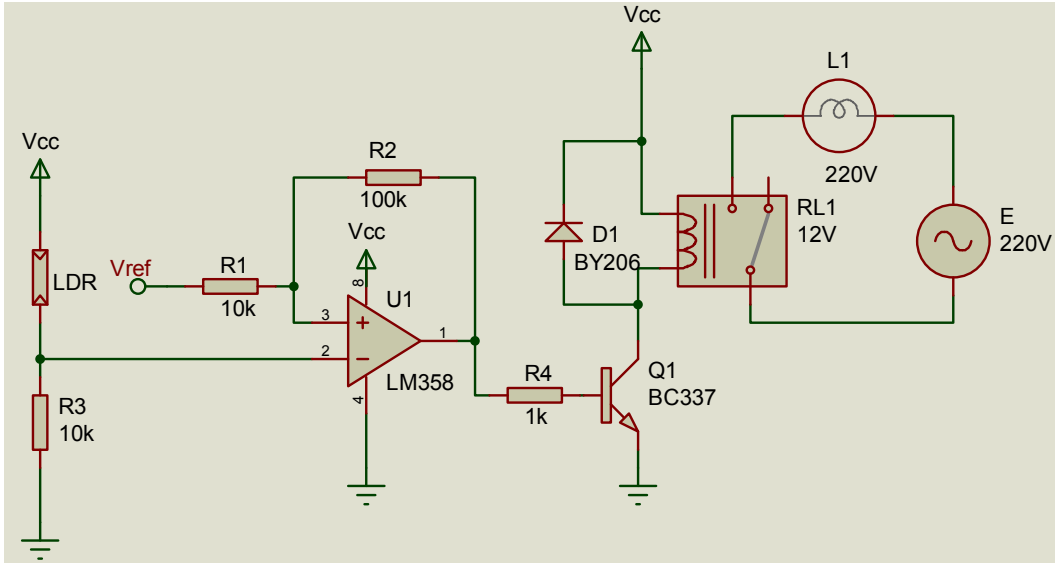 Vcc
L1
220V
Vcc
R2
100k
Vcc
LDR
Vref
R1
10k
8
U1
3
2
1
4
LM358
D1
BY206
RL1
12V
E
220V
R3
10k
R4
1k
Q1
BC337